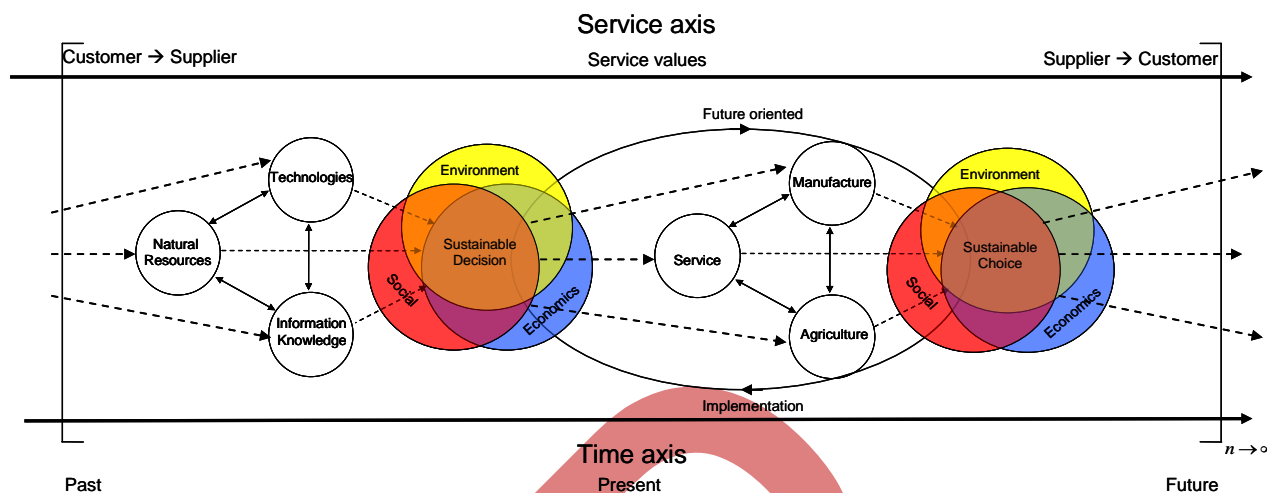 Service axis
Customer → Supplier
Service values
Supplier → Customer
Future oriented
Technologies
Natural
Resources
Information
Knowledge
Environment
Sustainable
Decision
Social
Economics
Manufacture
Service
Agriculture
Environment
Sustainable
Choice
Social
Economics
Implementation
Time axis
n→∞
Past
Present
Future